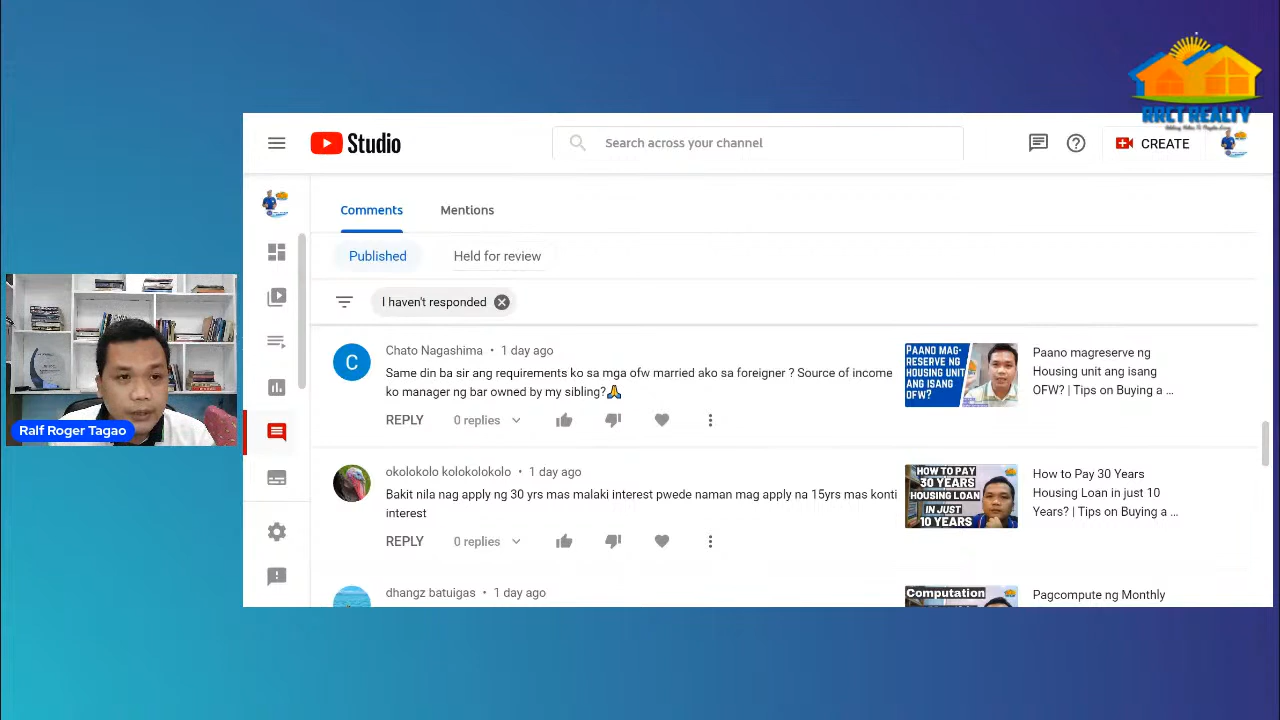 RRCT REALTY
Studio
Search across your channel
CREATE
Comments
Mentions
Published
Held for review
I haven't responded
C
Chato Nagashima • 1 day ago
Same din ba sir ang requirements ko sa mga ofw married ako sa foreigner ? Source of income
ko manager ng bar owned by my sibling?🙏
REPLY
0 replies
PAANO MAG-
RESERVE NG
HOUSING UNIT
ANG ISANG
OFW?
Paano magreserve ng
Housing unit ang isang
OFW? | Tips on Buying a ...
okolokolo kolokolokolo • 1 day ago
Bakit nila nag apply ng 30 yrs mas malaki interest pwede naman mag apply na 15yrs mas konti
interest
REPLY
0 replies
HOW TO PAY
30 YEARS
HOUSING LOAN
IN JUST
10 YEARS
How to Pay 30 Years
Housing Loan in just 10
Years? | Tips on Buying a ...
dhangz batuigas • 1 day ago
Computation
Pagcompute ng Monthly
Ralf Roger Tagao